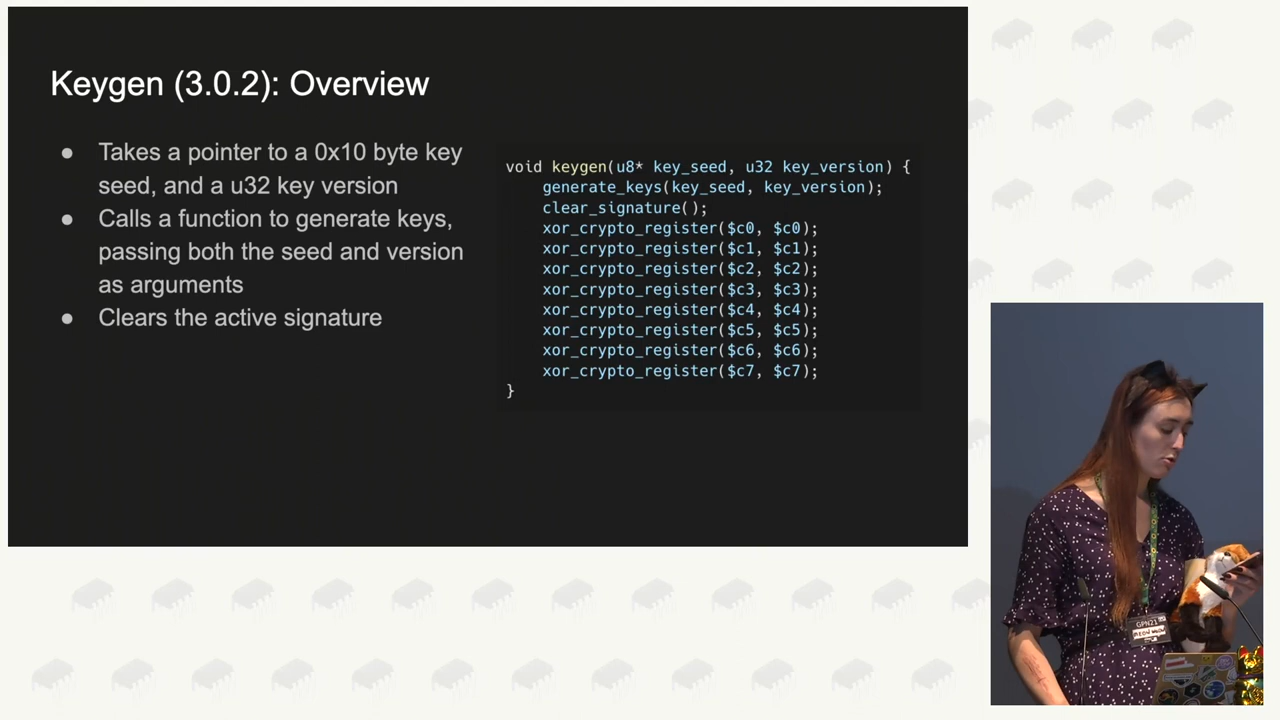 Keygen (3.0.2): Overview
● Takes a pointer to a 0x10 byte key
seed, and a u32 key version
● Calls a function to generate keys,
passing both the seed and version
as arguments
● Clears the active signature
void keygen(u8* key_seed, u32 key_version) {
    generate_keys(key_seed, key_version);
    clear_signature();
    xor_crypto_register($c0, $c0);
    xor_crypto_register($c1, $c1);
    xor_crypto_register($c2, $c2);
    xor_crypto_register($c3, $c3);
    xor_crypto_register($c4, $c4);
    xor_crypto_register($c5, $c5);
    xor_crypto_register($c6, $c6);
    xor_crypto_register($c7, $c7);
}
GPN21
MEOW MEOW